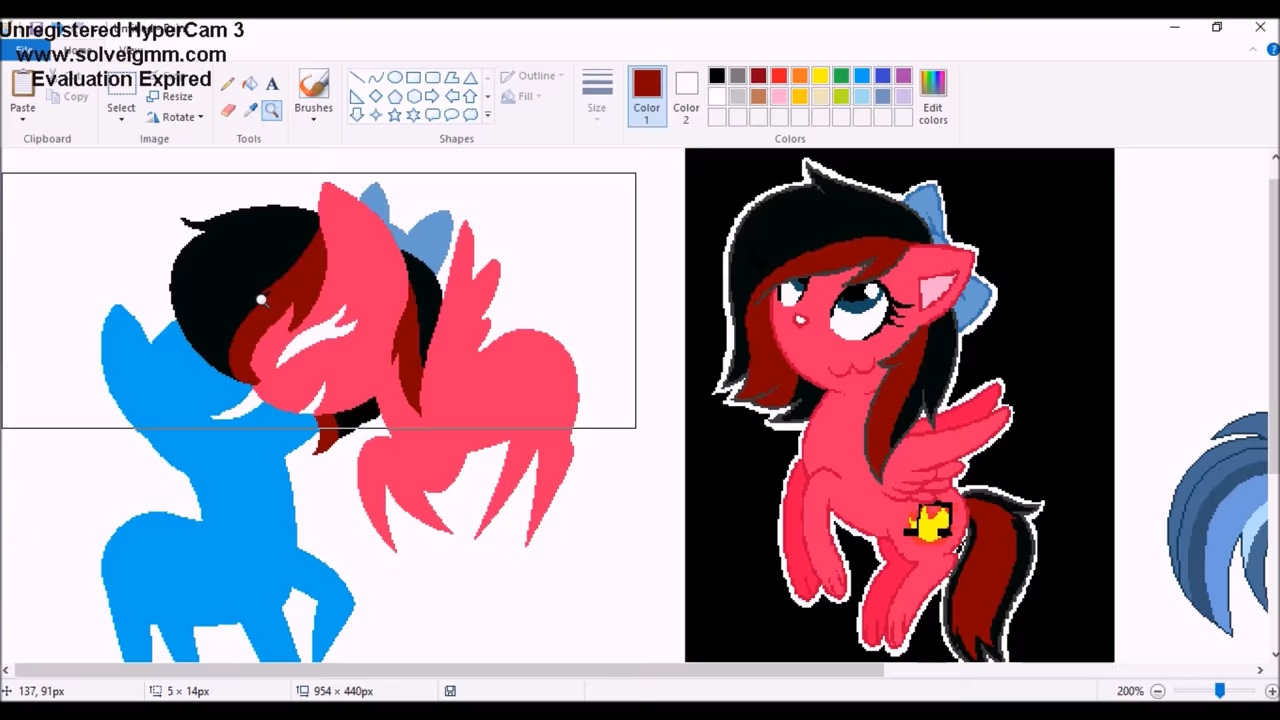 Unregistered HyperCam 3
www.solveigmm.com
Evaluation Expired
Paste
Copy
Select
Resize
Rotate
Brushes
Outline
Fill
Size
Color
1
Color
2
Edit
colors
Clipboard
Image
Tools
Shapes
Colors
137, 91px
5 × 14px
954 × 440px
200%